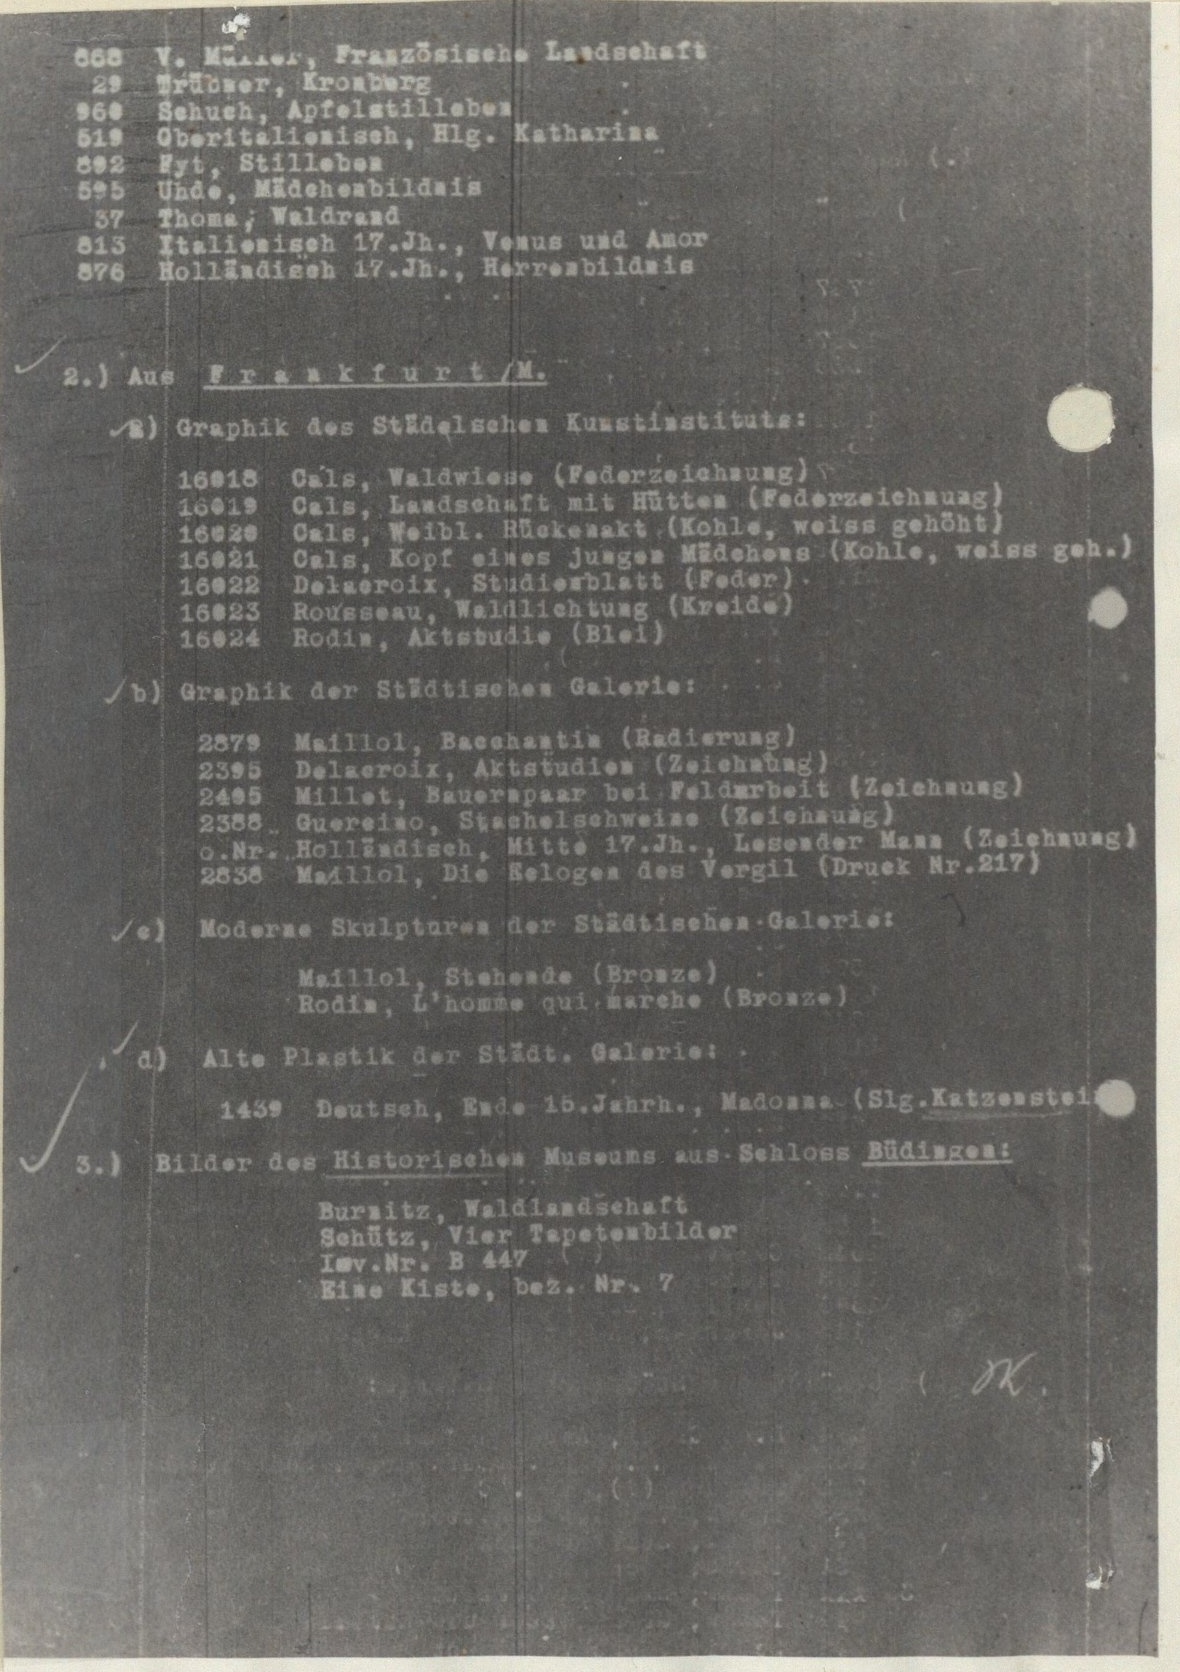 868 V. Müller, Französische Landschaft
29 Trübner, Kronberg
960 Schuch, Apfelstilleben
519 Oberitalienisch, Hlg. Katharina
892 Fyt, Stilleben
595 Uhde, Mädchenbildnis
37 Thoma, Waldrand
813 Italienisch 17.Jh., Venus und Amor
876 Holländisch 17.Jh., Herrenbildnis
2.) Aus Frankfurt/M.
a) Graphik des Städelschen Kunstinstituts:
16018 Cals, Waldwiese (Federzeichnung)
16019 Cals, Landschaft mit Hütten (Federzeichnung)
16020 Cals, Weibl. Rückenakt (Kohle, weiss gehöht)
16021 Cals, Kopf eines jungen Mädchens (Kohle, weiss geh.)
16022 Delacroix, Studienblatt (Feder)
16023 Rousseau, Waldlichtung (Kreide)
16024 Rodin, Aktstudie (Blei)
b) Graphik der Städtischen Galerie:
2879 Maillol, Bacchantin (Radierung)
2395 Delacroix, Aktstudien (Zeichnung)
2405 Millet, Bauernpaar bei Feldarbeit (Zeichnung)
2388 Guercino, Stachelschweine (Zeichnung)
o.Nr. Holländisch, Mitte 17.Jh., Lesender Mann (Zeichnung)
2838 Maillol, Die Eclogen des Vergil (Druck Nr.217)
c) Moderne Skulpturen der Städtischen Galerie:
Maillol, Stehende (Bronze)
Rodin, L'homme qui marche (Bronze)
d) Alte Plastik der Städt. Galerie:
1439 Deutsch, Ende 15.Jahrh., Madonna (Slg.Katzenstei
3.) Bilder des Historischen Museums aus Schloss Büdingen:
Burnitz, Waldlandschaft
Schütz, Vier Tapetenbilder
Inv.Nr. B 447
Eine Kiste, bez. Nr. 7